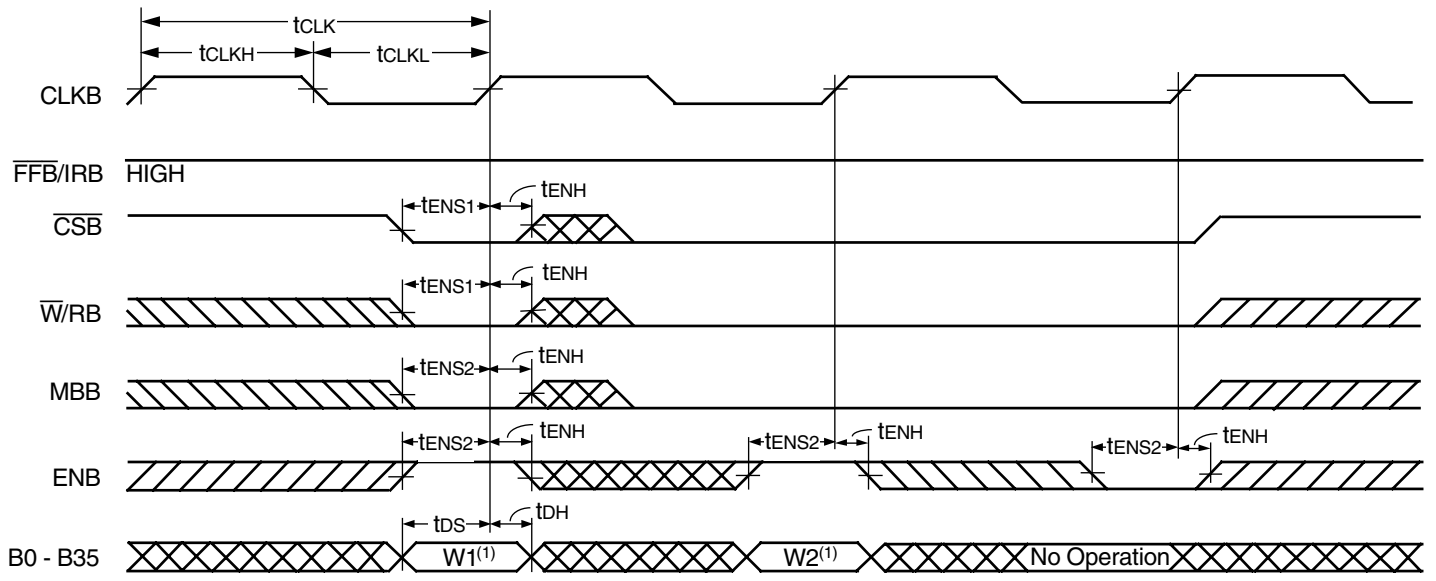 tCLK
tCLKH tCLKL
CLKB
FFB/IRB HIGH
tENS1 tENH
CSB
tENS1 tENH
W/RB
tENS2 tENH
MBB
tENS2 tENH tENS2 tENH tENS2 tENH
ENB
tDS tDH
B0 - B35 W1(1) W2(1) No Operation